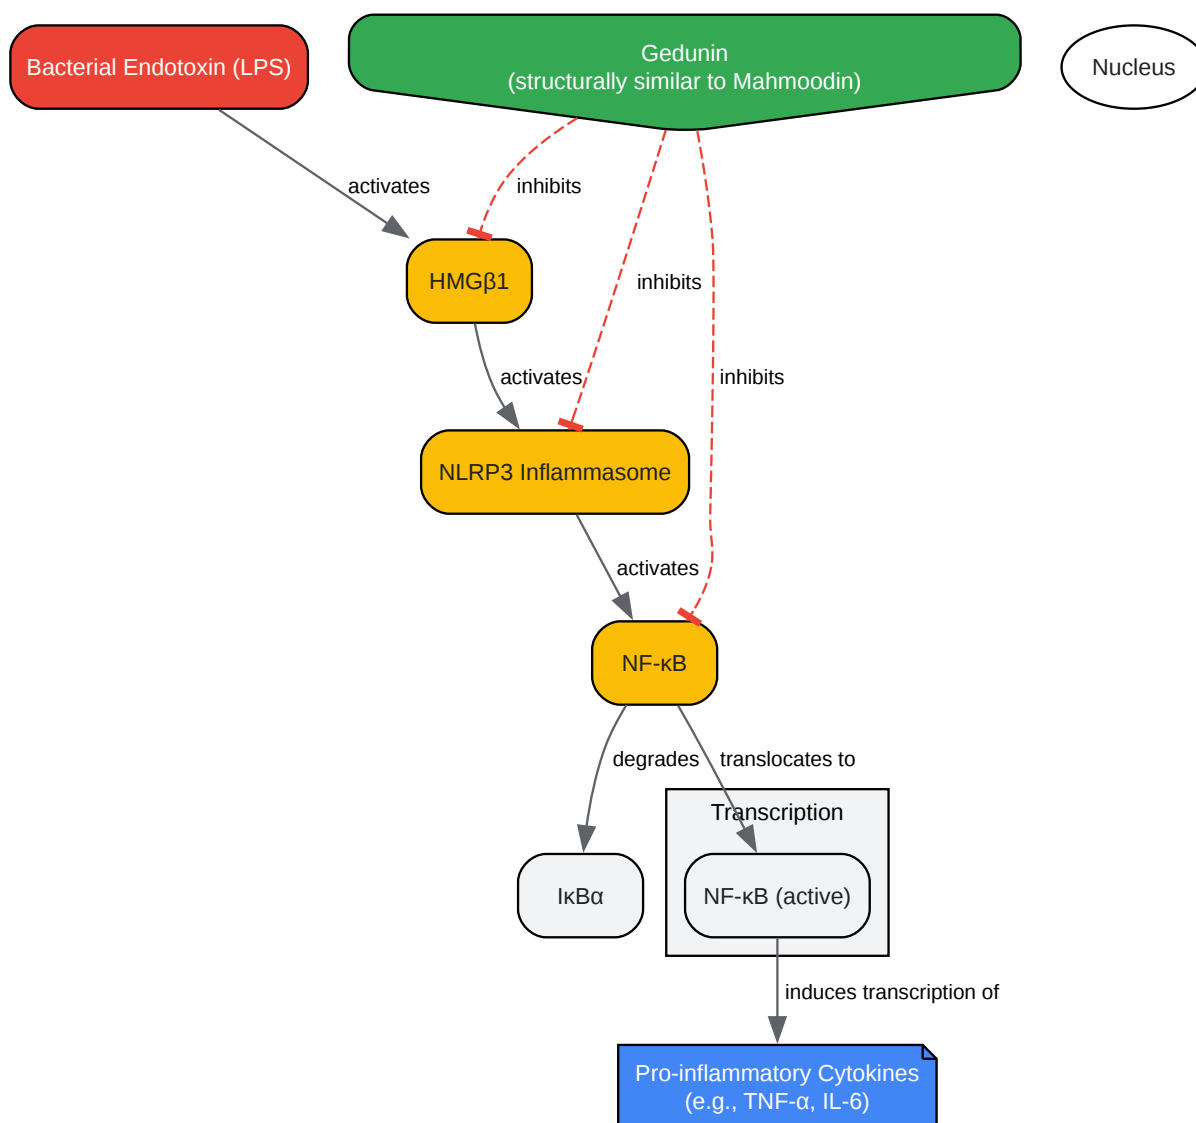 Bacterial Endotoxin (LPS)
Gedunin
(structurally similar to Mahmoodin)
Nucleus
activates
inhibits
HMGβ1
inhibits
activates
inhibits
NLRP3 Inflammasome
activates
NF-κB
degrades
translocates to
Transcription
IκBα
NF-κB (active)
induces transcription of
Pro-inflammatory Cytokines
(e.g., TNF-α, IL-6)